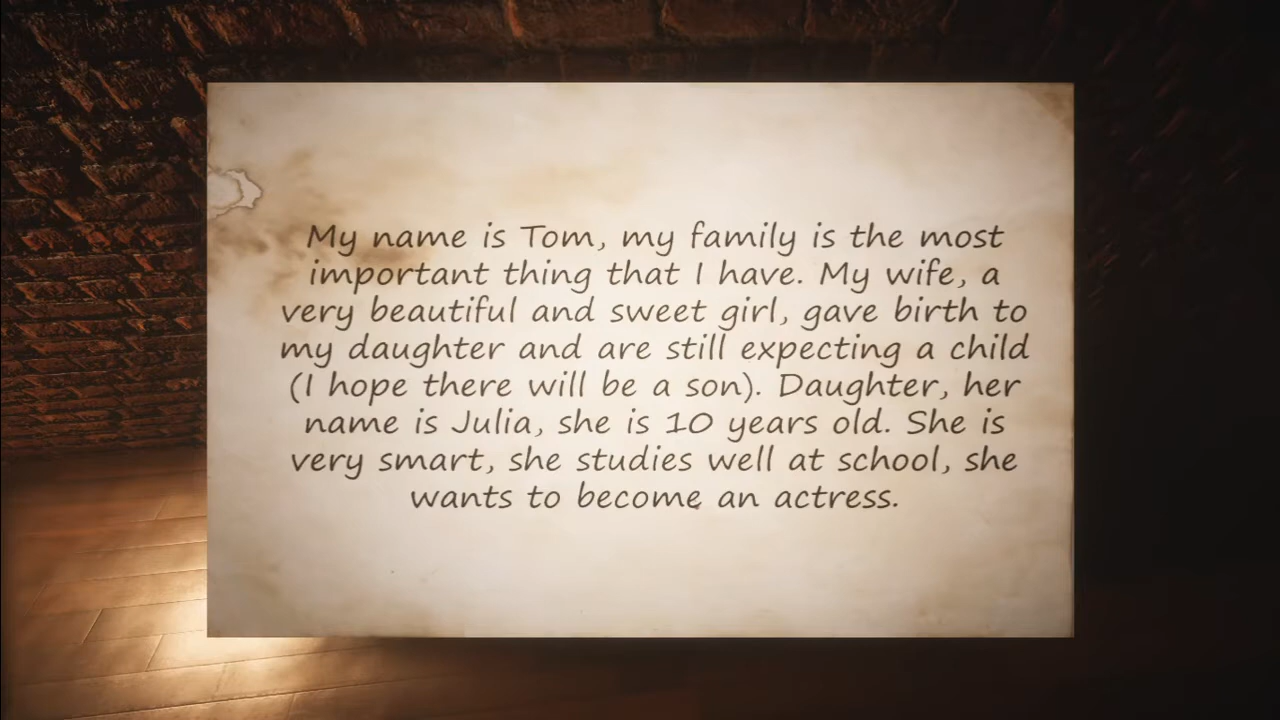 My name is Tom, my family is the most
important thing that I have. My wife, a
very beautiful and sweet girl, gave birth to
my daughter and are still expecting a child
(I hope there will be a son). Daughter, her
name is Julia, she is 10 years old. She is
very smart, she studies well at school, she
wants to become an actress.